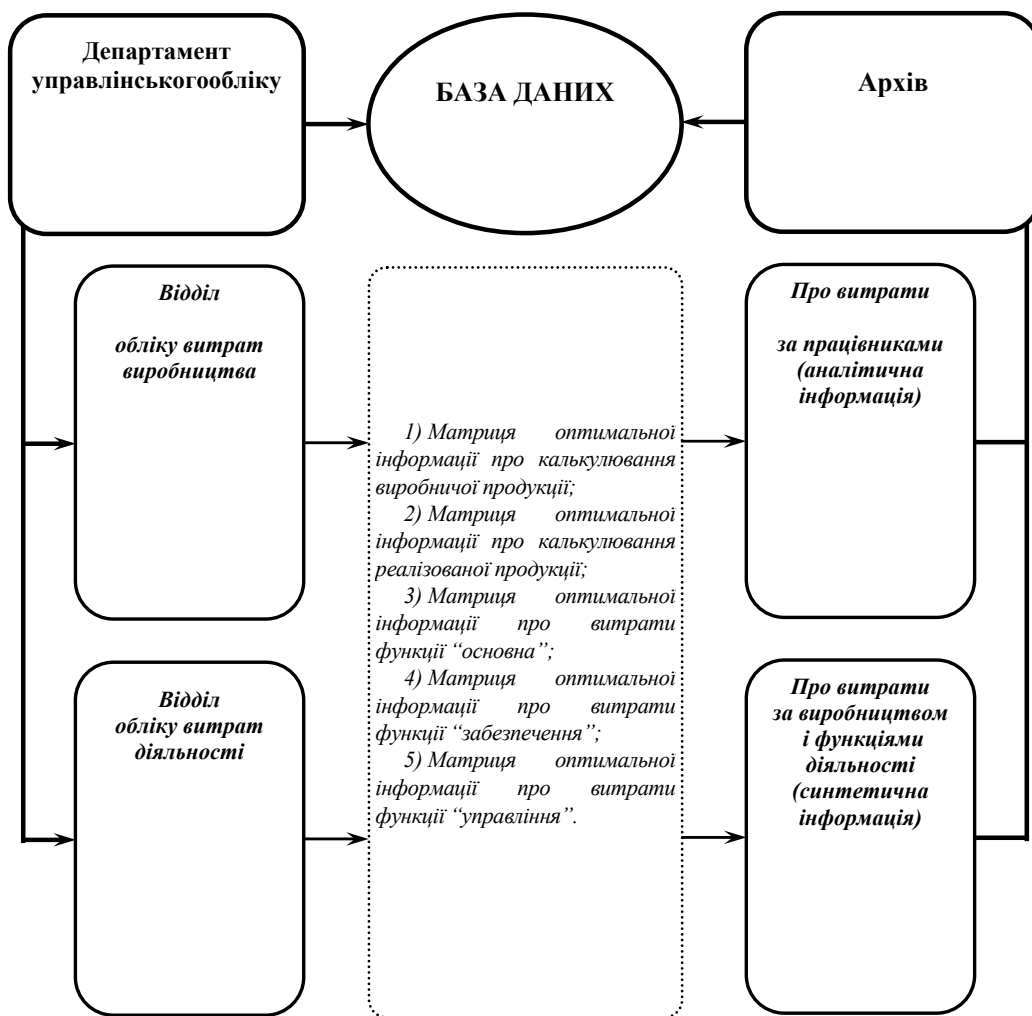 Департамент
управлінськогообліку
БАЗА ДАНИХ
Архів
Відділ
обліку витрат
виробництва
Про витрати
за працівниками
(аналітична
інформація)
1) Матриця оптимальної
інформації про калькулювання
виробничої продукції;
2) Матриця оптимальної
інформації про калькулювання
реалізованої продукції;
3) Матриця оптимальної
інформації про витрати
функції “основна”;
4) Матриця оптимальної
інформації про витрати
функції “забезпечення”;
5) Матриця оптимальної
інформації про витрати
функції “управління”.
Відділ
обліку витрат
діяльності
Про витрати
за виробництвом
і функціями
діяльності
(синтетична
інформація)